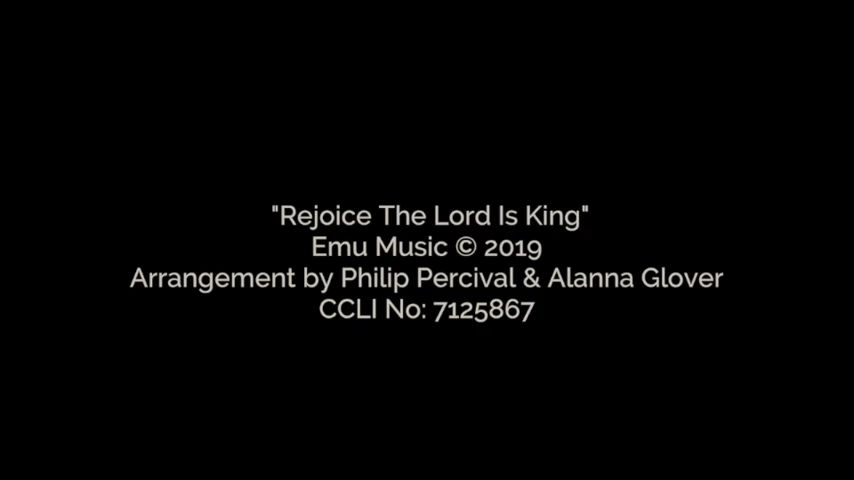 "Rejoice The Lord Is King"
Emu Music © 2019
Arrangement by Philip Percival & Alanna Glover
CCLI No: 7125867